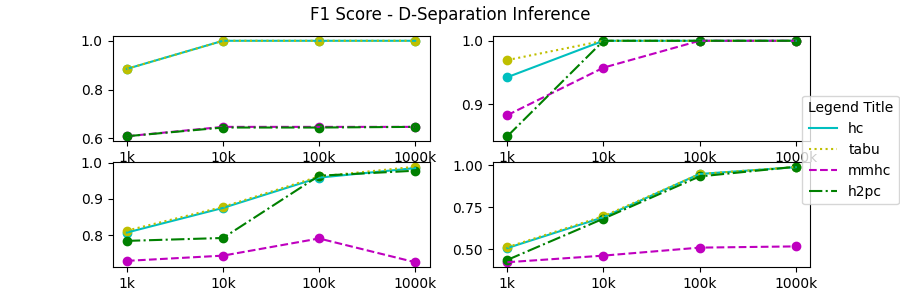 F1 Score - D-Separation Inference
1.0
0.8
0.6
1k 10k 100k 1000k
1.0
0.9
1k 10k 100k 1000k
Legend Title
hc
tabu
mmhc
h2pc
1.0
0.9
0.8
1k 10k 100k 1000k
1.00
0.75
0.50
1k 10k 100k 1000k